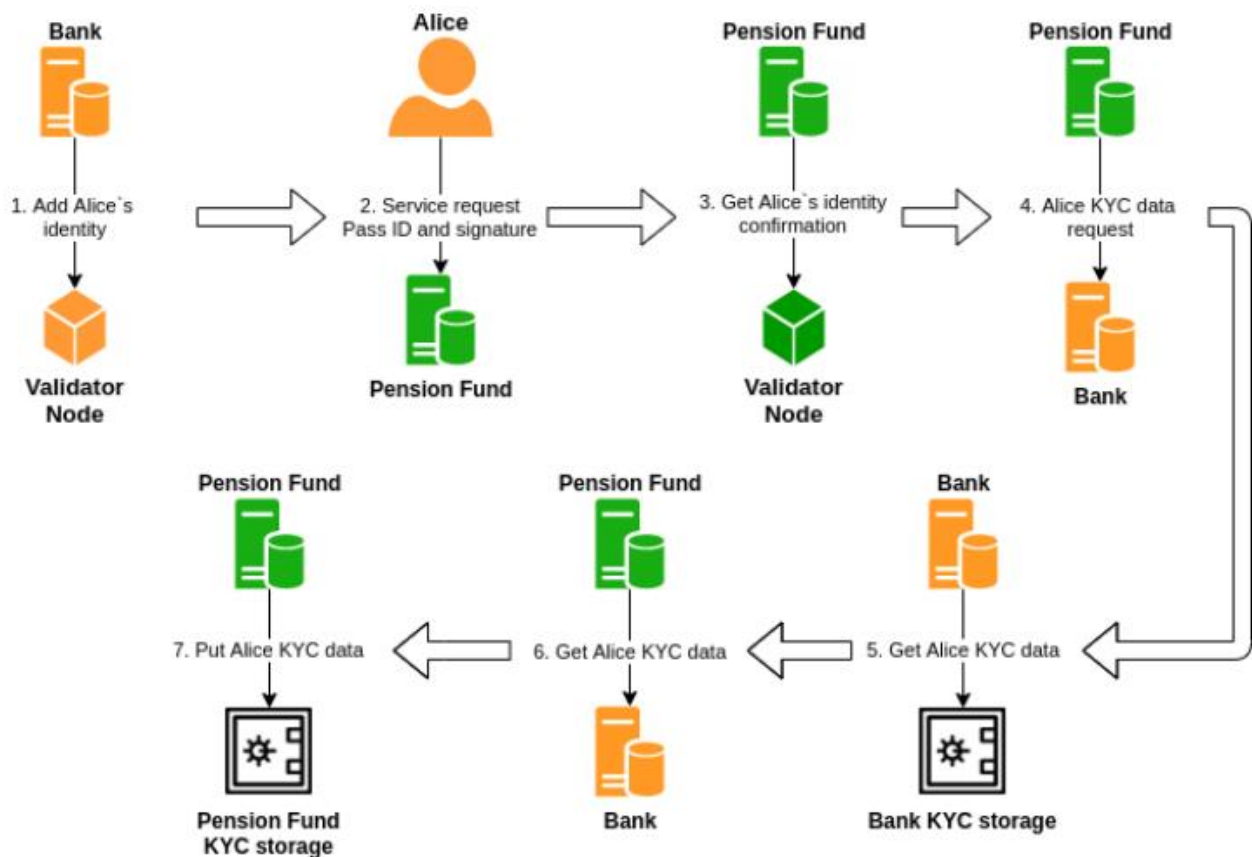 Bank
1. Add Alice`s
identity
Validator
Node
Alice
2. Service request
Pass ID and signature
Pension Fund
Pension Fund
3. Get Alice`s identity
confirmation
Validator
Node
Pension Fund
4. Alice KYC data
request
Bank
Bank
5. Get Alice KYC data
Bank KYC storage
Pension Fund
6. Get Alice KYC data
Bank
Pension Fund
7. Put Alice KYC data
Pension Fund
KYC storage